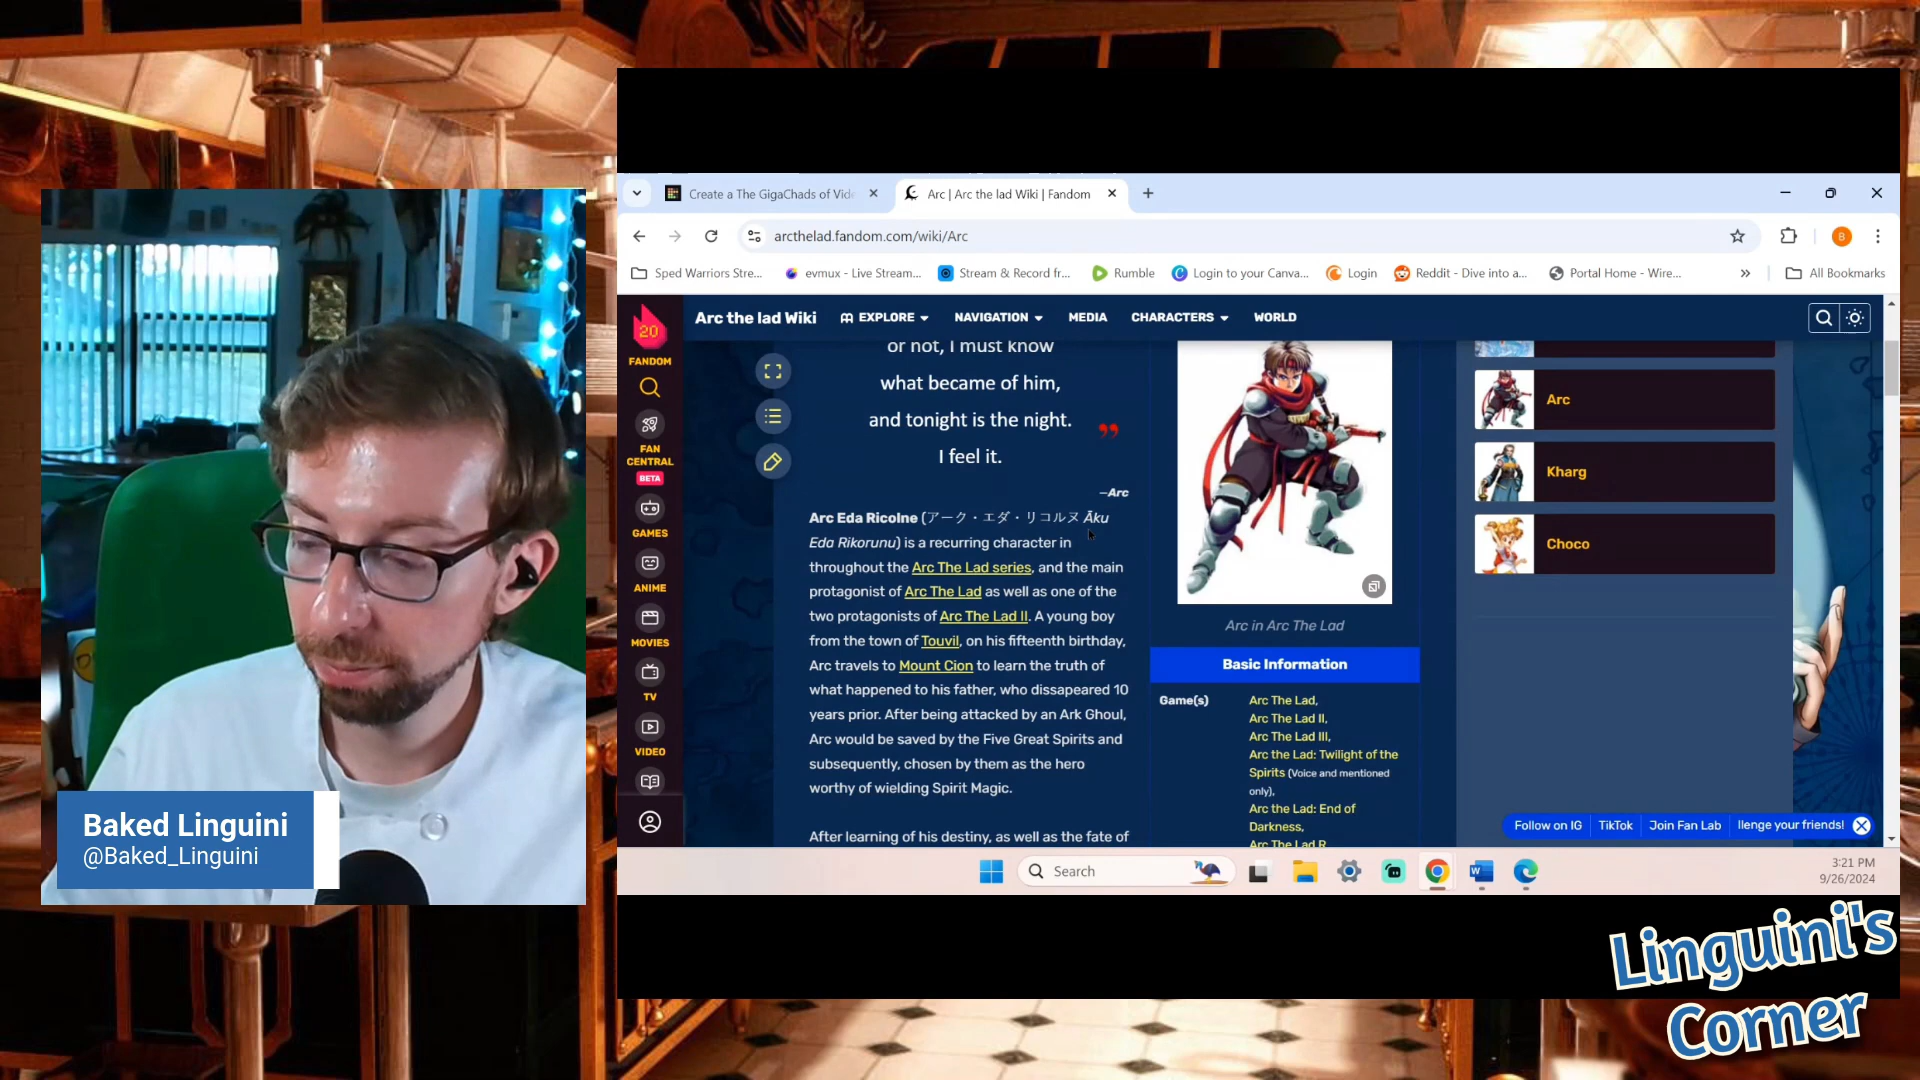 Create a The GigaChads of Vide
Arc | Arc the lad Wiki | Fandom
arcthelad.fandom.com/wiki/Arc
B
Sped Warriors Stre...
evmux - Live Stream...
Stream & Record fr...
Rumble
Login to your Canva...
Login
Reddit - Dive into a...
Portal Home - Wire...
All Bookmarks
20
FANDOM
FAN CENTRAL
BETA
GAMES
ANIME
MOVIES
TV
VIDEO
Arc the lad Wiki
EXPLORE
NAVIGATION
MEDIA
CHARACTERS
WORLD
or not, I must know
what became of him,
and tonight is the night.
I feel it.
—Arc
Arc Eda Ricolne (アーク・エダ・リコルヌ Āku
Eda Rikorunu) is a recurring character in
throughout the Arc The Lad series, and the main
protagonist of Arc The Lad as well as one of the
two protagonists of Arc The Lad II. A young boy
from the town of Touvil, on his fifteenth birthday,
Arc travels to Mount Cion to learn the truth of
what happened to his father, who dissapeared 10
years prior. After being attacked by an Ark Ghoul,
Arc would be saved by the Five Great Spirits and
subsequently, chosen by them as the hero
worthy of wielding Spirit Magic.
After learning of his destiny, as well as the fate of
Arc in Arc The Lad
Basic Information
Game(s)
Arc The Lad,
Arc The Lad II,
Arc The Lad III,
Arc the Lad: Twilight of the
Spirits (Voice and mentioned
only),
Arc the Lad: End of
Darkness,
Arc The Lad R
Arc
Kharg
Choco
Follow on IG
TikTok
Join Fan Lab
llenge your friends!
Search
3:21 PM
9/26/2024
Baked Linguini
@Baked_Linguini
Linguini's
Corner